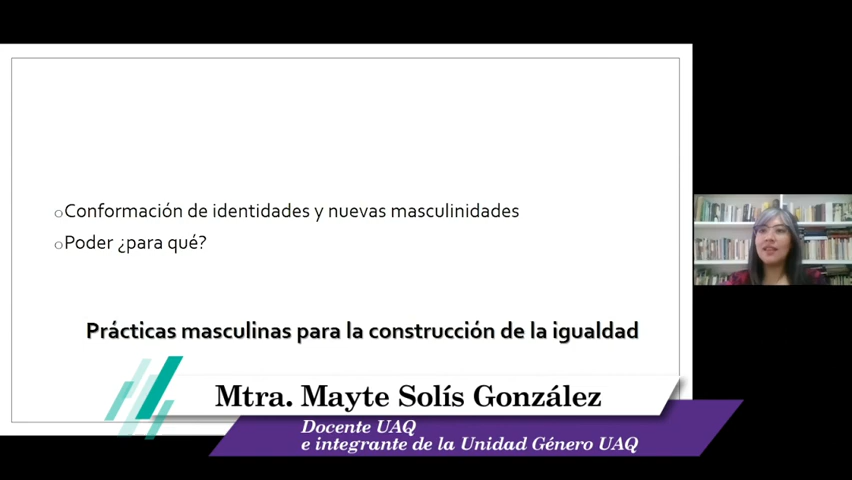 Conformación de identidades y nuevas masculinidades
Poder ¿para qué?
Prácticas masculinas para la construcción de la igualdad
Mtra. Mayte Solís González
Docente UAQ
e integrante de la Unidad Género UAQ